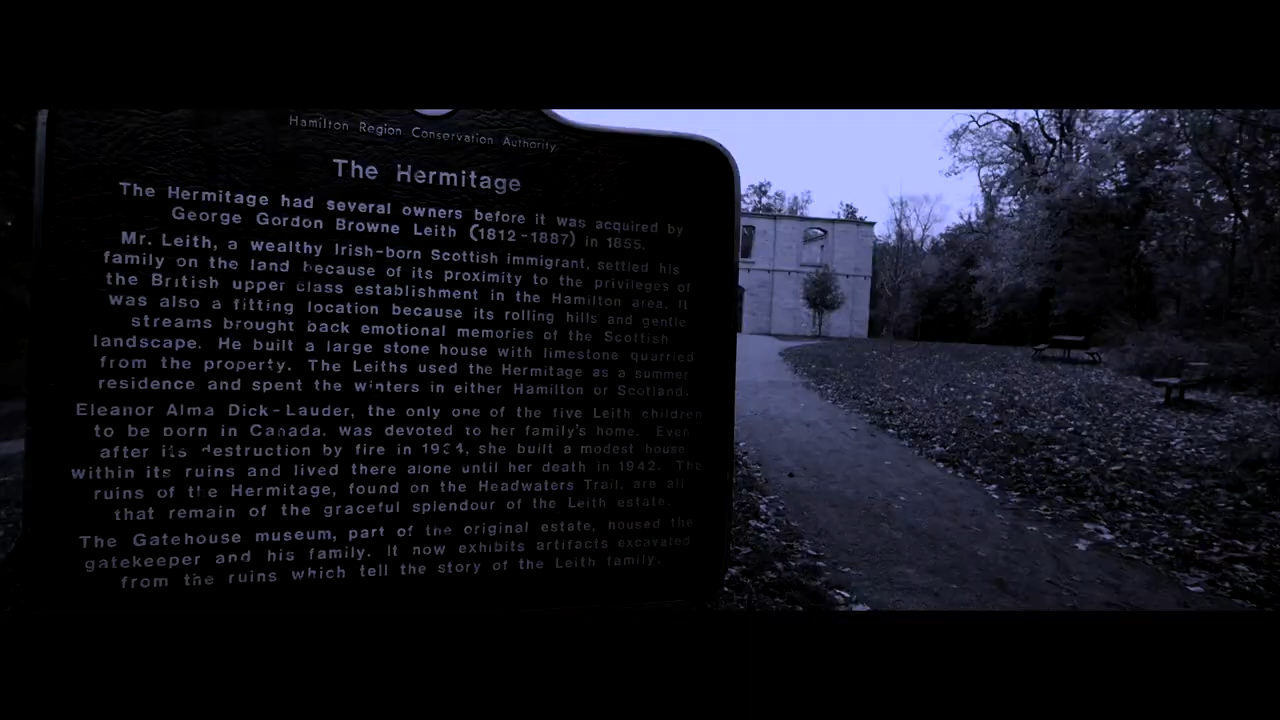 Hamilton Region Conservation Authority
The Hermitage
The Hermitage had several owners before it was acquired by
George Gordon Browne Leith (1812-1887) in 1855.
Mr. Leith, a wealthy Irish-born Scottish immigrant, settled his
family on the land because of its proximity to the privileges of
the British upper class establishment in the Hamilton area. It
was also a fitting location because its rolling hills and gentle
streams brought back emotional memories of the Scottish
landscape. He built a large stone house with limestone quarried
from the property. The Leiths used the Hermitage as a summer
residence and spent the winters in either Hamilton or Scotland.
Eleanor Alma Dick-Lauder, the only one of the five Leith children
to be born in Canada, was devoted to her family's home. Even
after its destruction by fire in 1934, she built a modest house
within its ruins and lived there alone until her death in 1942. The
ruins of the Hermitage, found on the Headwaters Trail, are all
that remain of the graceful splendour of the Leith estate.
The Gatehouse museum, part of the original estate, housed the
gatekeeper and his family. It now exhibits artifacts excavated
from the ruins which tell the story of the Leith family.